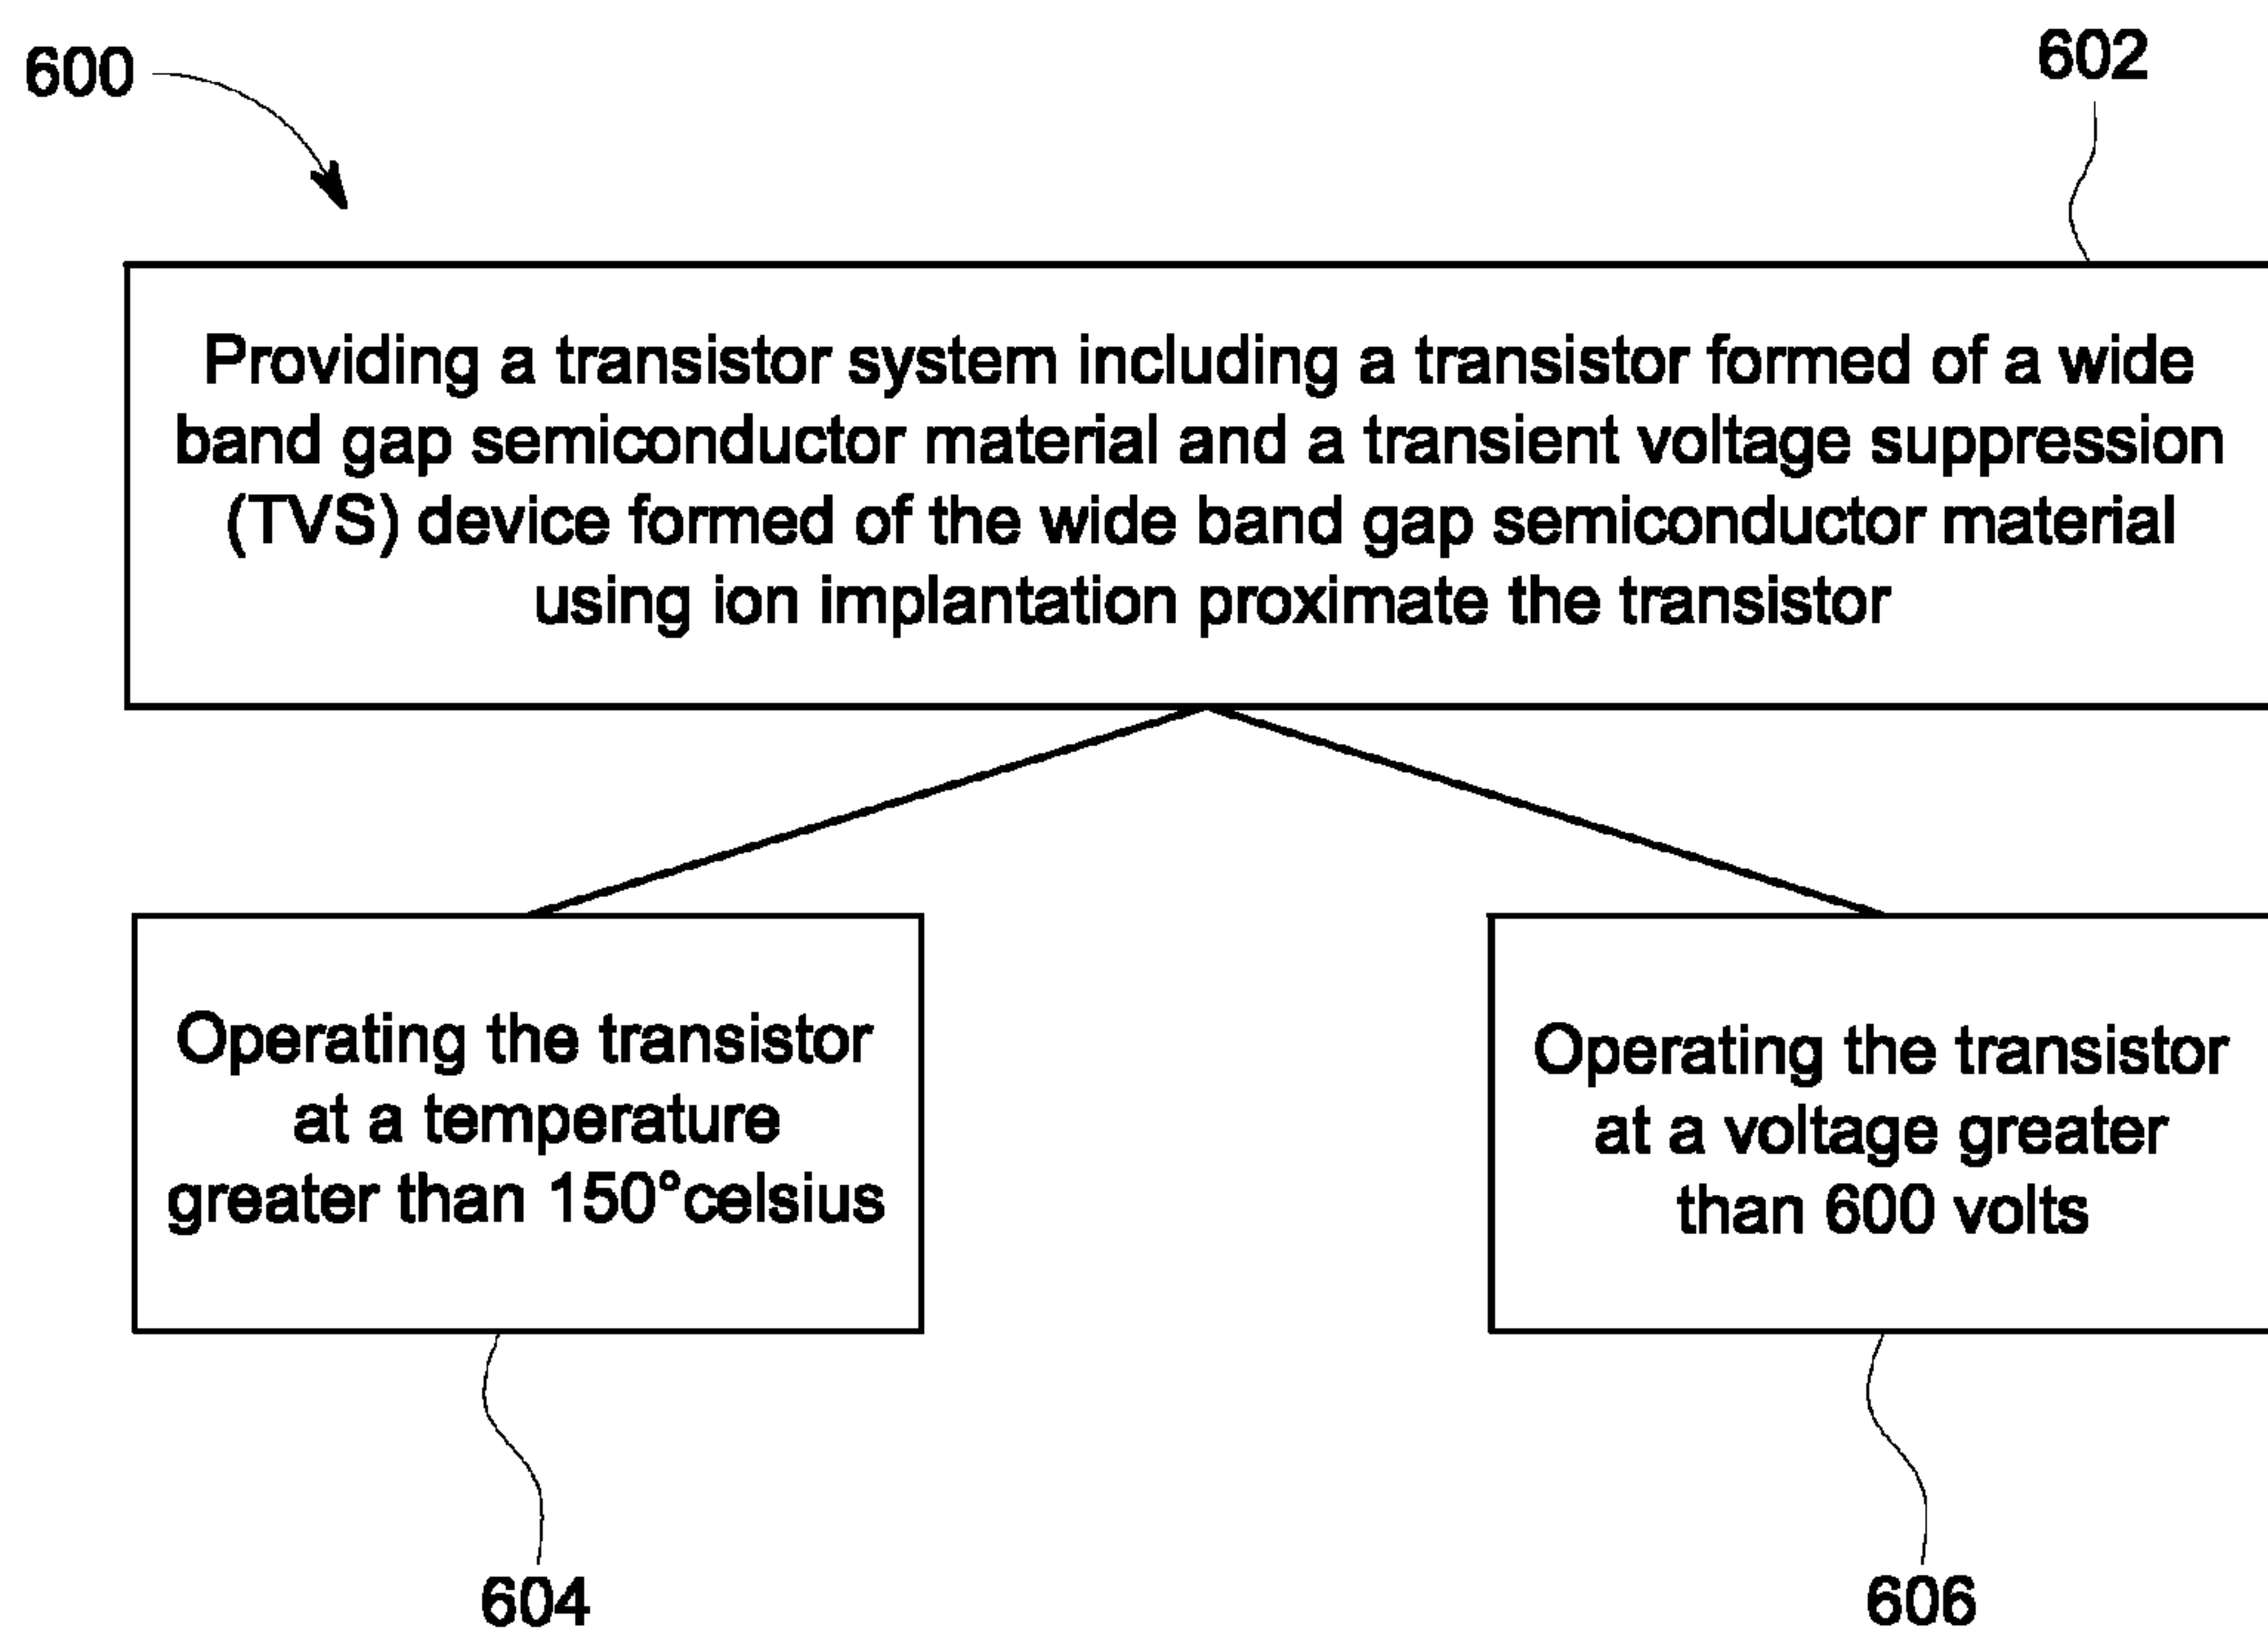 600
602
Providing a transistor system including a transistor formed of a wide
band gap semiconductor material and a transient voltage suppression
(TVS) device formed of the wide band gap semiconductor material
using ion implantation proximate the transistor
Operating the transistor
at a temperature
greater than 150°celsius
Operating the transistor
at a voltage greater
than 600 volts
604
606